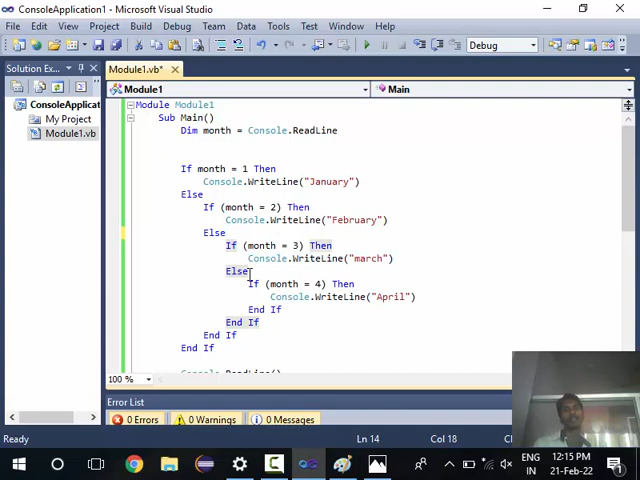 ConsoleApplication1 - Microsoft Visual Studio
File Edit View Project Build Debug Team Data Tools Test Window Help
Debug
Solution Ex...
Module1.vb*
Module1
Main
ConsoleApplicat
My Project
Module1.vb
Module Module1
Sub Main()
Dim month = Console.ReadLine
If month = 1 Then
Console.WriteLine("January")
Else
If (month = 2) Then
Console.WriteLine("February")
Else
If (month = 3) Then
Console.WriteLine("march")
Else
If (month = 4) Then
Console.WriteLine("April")
End If
End If
End If
End If
Console.ReadLine()
100 %
Error List
0 Errors
0 Warnings
0 Messages
Ready
Ln 14
Col 18
ENG
IN
12:15 PM
21-Feb-22
1